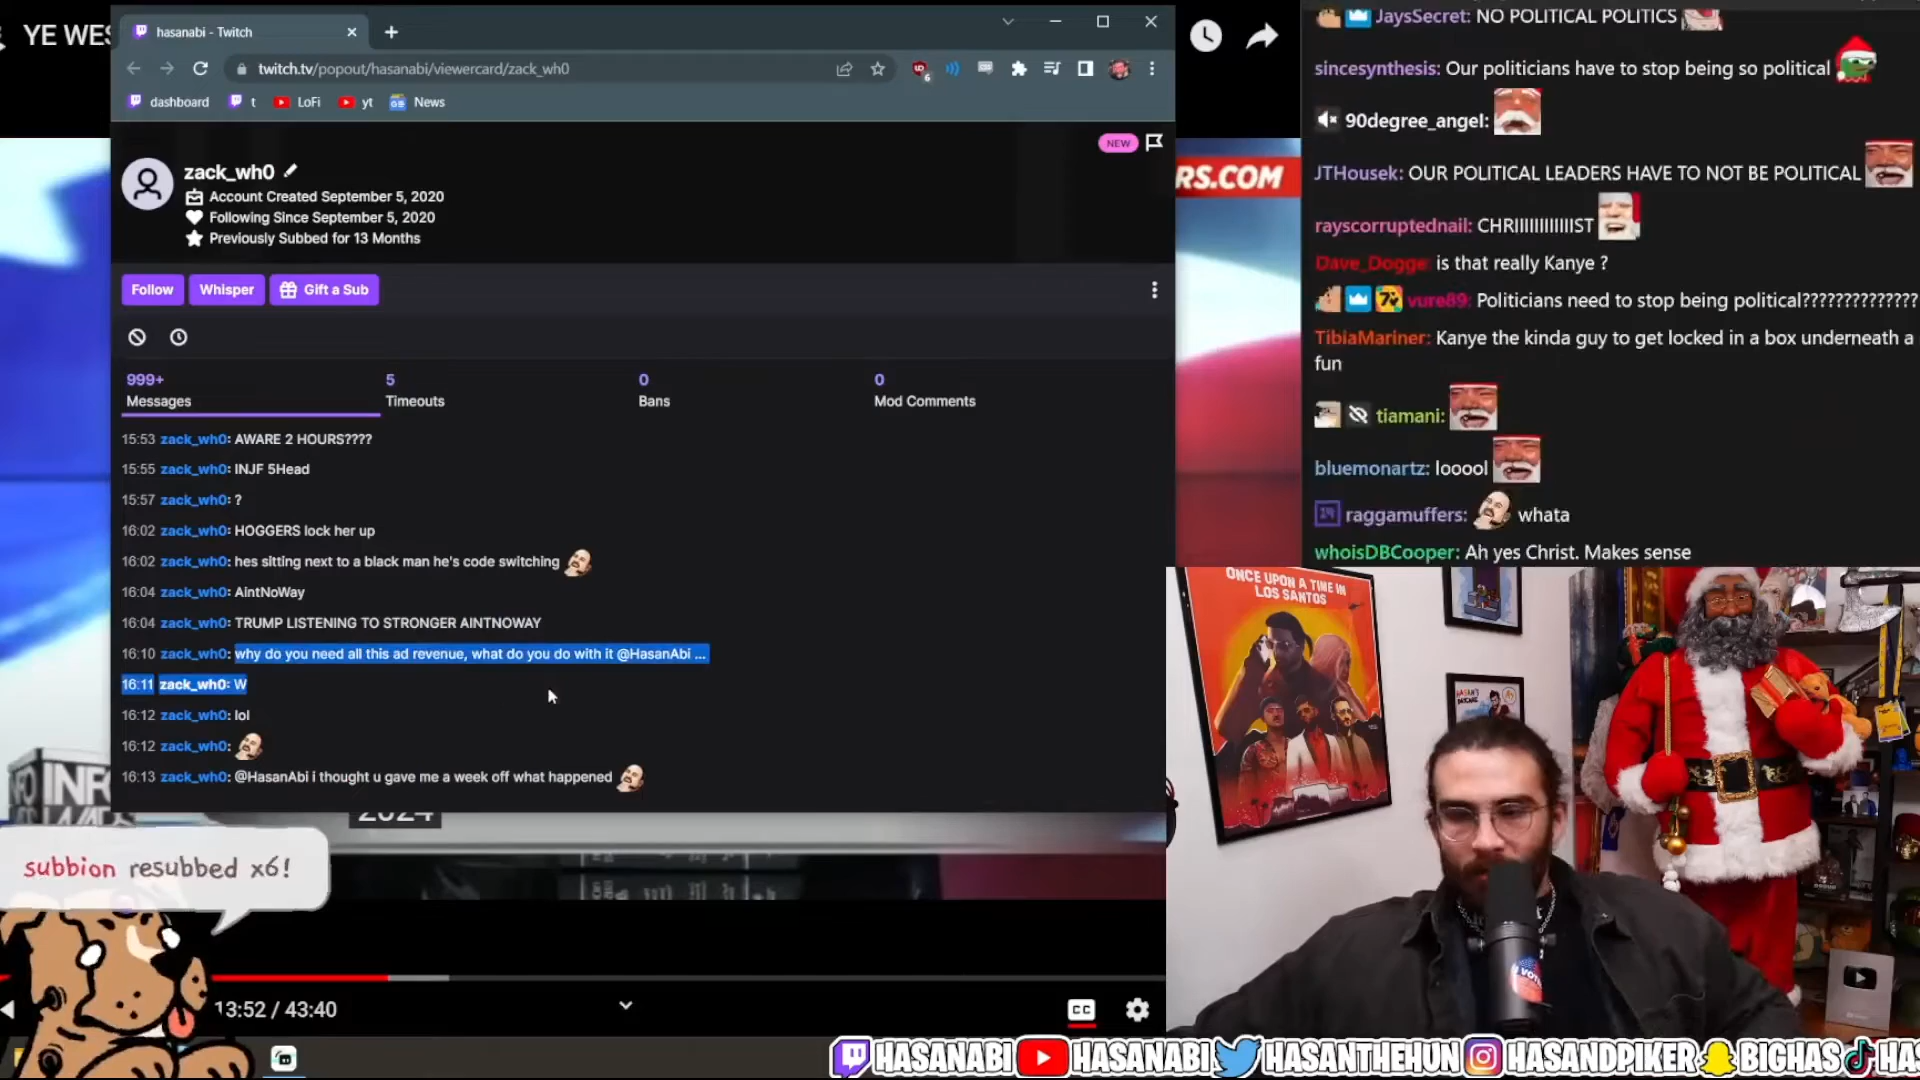 YE WES
hasanabi - Twitch
twitch.tv/popout/hasanabi/viewercard/zack_wh0
6
dashboard
t
LoFi
yt
News
NEW
zack_wh0
Account Created September 5, 2020
Following Since September 5, 2020
Previously Subbed for 13 Months
Follow
Whisper
Gift a Sub
999+
Messages
5
Timeouts
0
Bans
0
Mod Comments
15:53 zack_wh0: AWARE 2 HOURS????
15:55 zack_wh0: INJF 5Head
15:57 zack_wh0: ?
16:02 zack_wh0: HOGGERS lock her up
16:02 zack_wh0: hes sitting next to a black man he's code switching
16:04 zack_wh0: AintNoWay
16:04 zack_wh0: TRUMP LISTENING TO STRONGER AINTNOWAY
16:10 zack_wh0: why do you need all this ad revenue, what do you do with it @HasanAbi ...
16:11 zack_wh0: W
16:12 zack_wh0: lol
16:12 zack_wh0:
16:13 zack_wh0: @HasanAbi i thought u gave me a week off what happened
RS.COM
JaysSecret: NO POLITICAL POLITICS
sincesynthesis: Our politicians have to stop being so political
90degree_angel:
JTHousek: OUR POLITICAL LEADERS HAVE TO NOT BE POLITICAL
rayscorruptednail: CHRIIIIIIIIIIIST
Dave_Dogge: is that really Kanye ?
vure89: Politicians need to stop being political??????????????
TibiaMariner: Kanye the kinda guy to get locked in a box underneath a
fun
tiamani:
bluemonartz: looool
raggamuffers: whata
whoisDBCooper: Ah yes Christ. Makes sense
ONCE UPON A TIME IN
LOS SANTOS
VOTE
2024
subbion resubbed x6!
13:52 / 43:40
CC
HASANABI
HASANABI
HASANTHEHUN
HASANDPIKER
BIGHAS
HAS